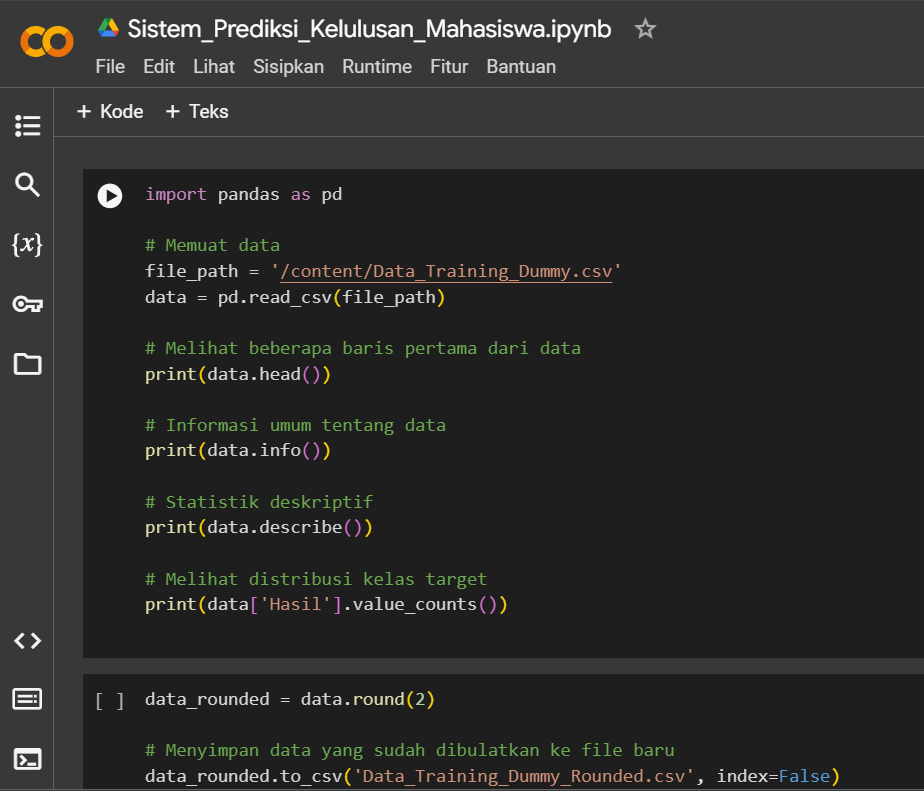 Sistem_Prediksi_Kelulusan_Mahasiswa.ipynb
File Edit Lihat Sisipkan Runtime Fitur Bantuan
+ Kode + Teks
import pandas as pd
# Memuat data
file_path = '/content/Data_Training_Dummy.csv'
data = pd.read_csv(file_path)
# Melihat beberapa baris pertama dari data
print(data.head())
# Informasi umum tentang data
print(data.info())
# Statistik deskriptif
print(data.describe())
# Melihat distribusi kelas target
print(data['Hasil'].value_counts())
[ ] data_rounded = data.round(2)
# Menyimpan data yang sudah dibulatkan ke file baru
data_rounded.to_csv('Data_Training_Dummy_Rounded.csv', index=False)